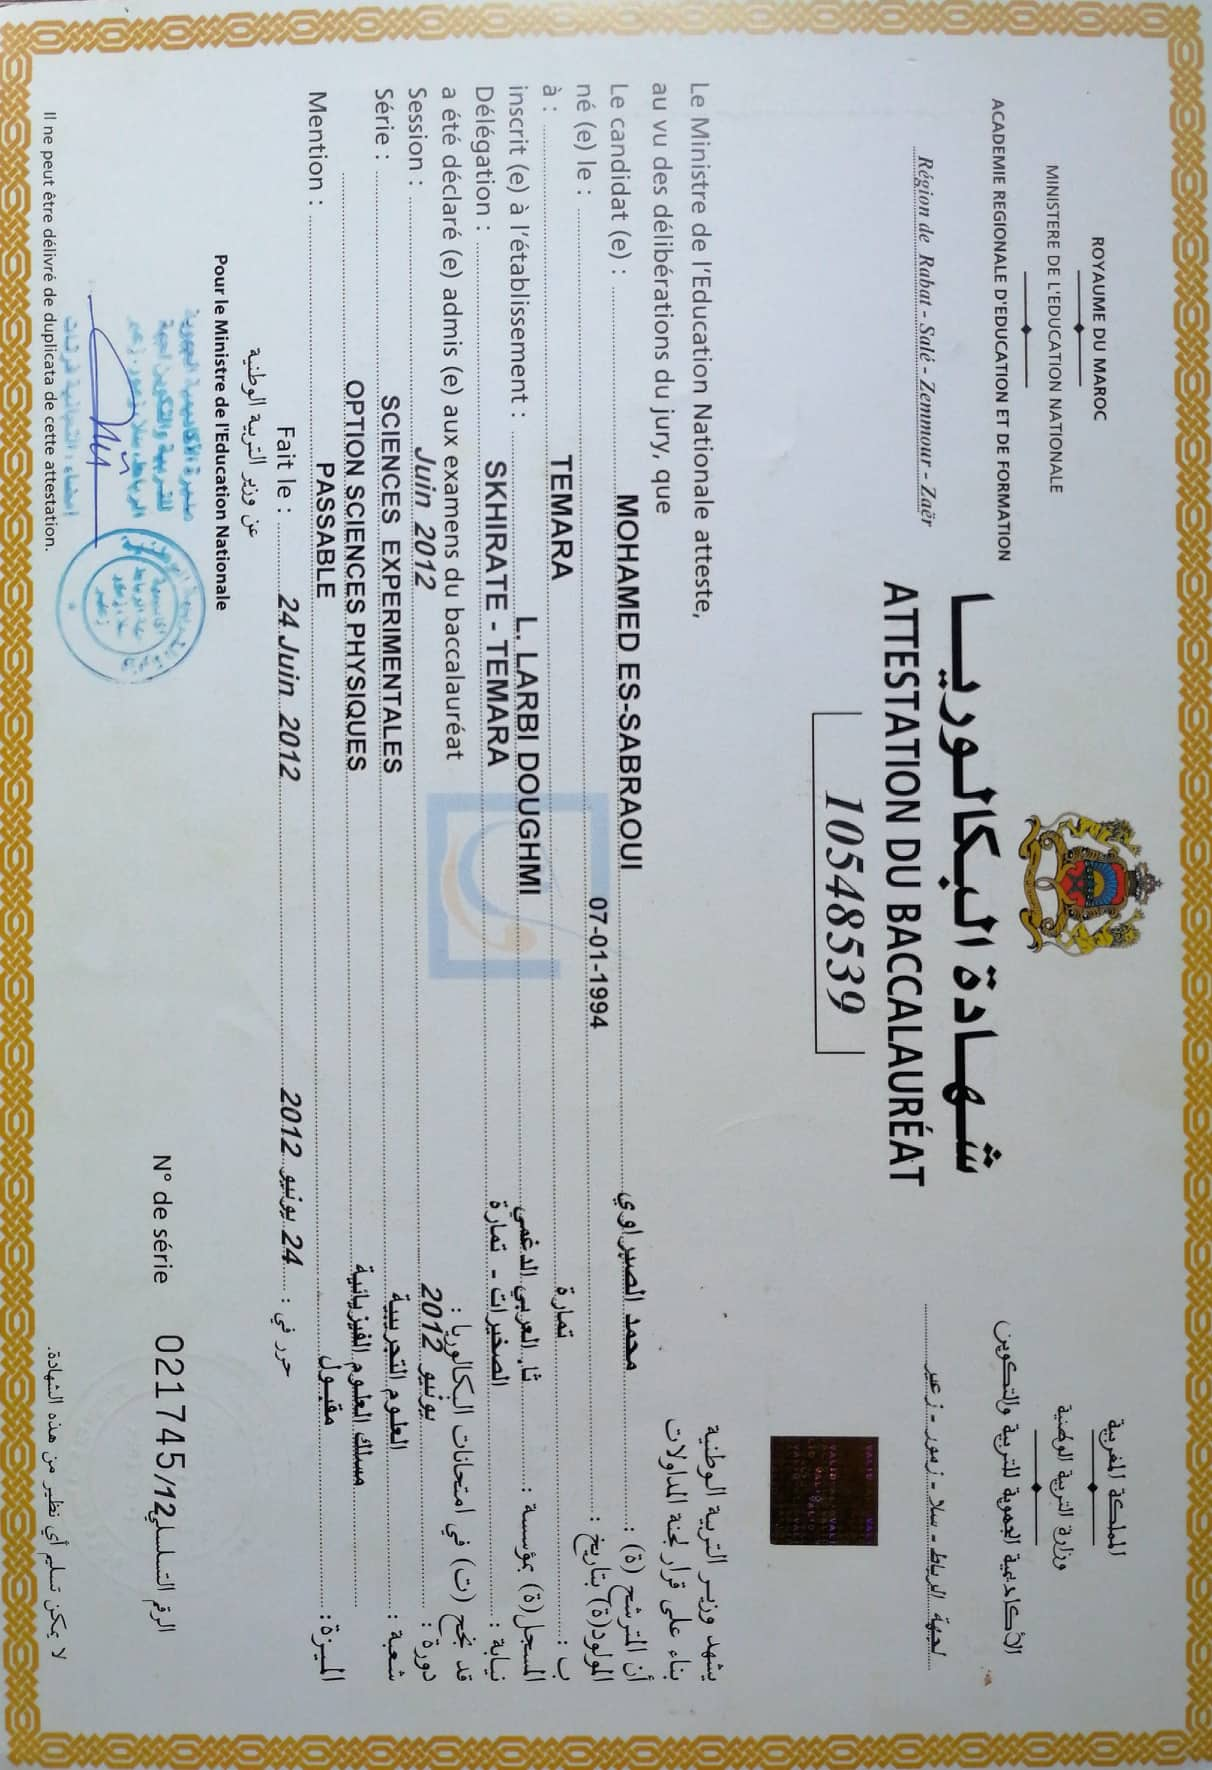 ROYAUME DU MAROC
MINISTERE DE L'EDUCATION NATIONALE
ACADEMIE REGIONALE D'EDUCATION ET DE FORMATION
Région de Rabat - Salé - Zemmour - Zaër
المملكة المغربية
وزارة التربية الوطنية
الأكاديمية الجهوية للتربية والتكوين
لجهة الرباط - سلا - زمور - زعير
شهادة البكالوريا
ATTESTATION DU BACCALAURÉAT
10548539
VALID
Le Ministre de l'Education Nationale atteste, يشهد وزير التربية الوطنية
au vu des délibérations du jury, que بناء على قرار لجنة المداولات
Le candidat (e) : MOHAMED ES-SABRAOUI محمد الصبراوي أن المترشح (ة) :
né (e) le : 07-01-1994 المولود(ة) بتاريخ :
à : TEMARA تمارة ب :
inscrit (e) à l'établissement : L. LARBI DOUGHMI ثا. العربي الدغمي المسجل(ة) بمؤسسة :
Délégation : SKHIRATE - TEMARA الصخيرات - تمارة نيابة :
a été déclaré (e) admis (e) aux examens du baccalauréat قد نجح (ت) في امتحانات البكالوريا :
Session : Juin 2012 يونيو 2012 دورة :
Série : SCIENCES EXPERIMENTALES العلوم التجريبية شعبة :
OPTION SCIENCES PHYSIQUES مسلك العلوم الفيزيائية
Mention : PASSABLE مقبول الميزة :
Fait le : 24 Juin 2012 24 يونيو 2012 حرر في :
عن وزير التربية الوطنية
Pour le Ministre de l'Education Nationale
N° de série 021745/12 الرقم التسلسلي
Il ne peut être délivré de duplicata de cette attestation. لا يمكن تسليم أي نظير من هذه الشهادة.